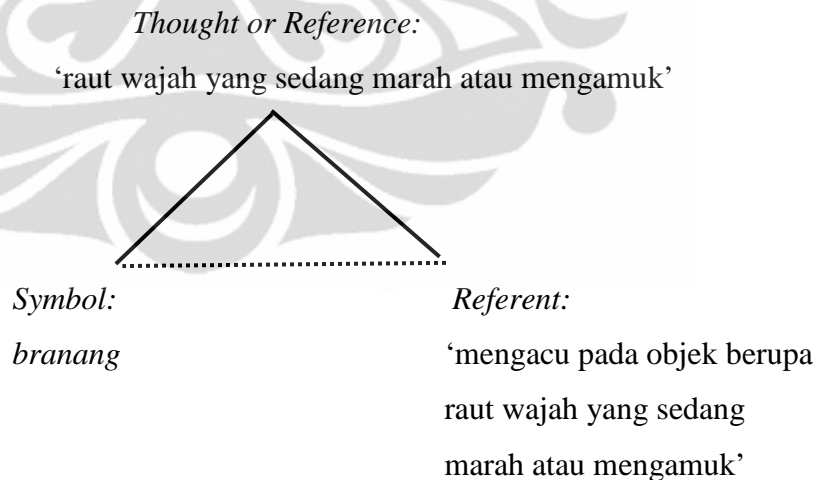 Thought or Reference:
‘raut wajah yang sedang marah atau mengamuk’
Symbol:
Referent:
branang
‘mengacu pada objek berupa
raut wajah yang sedang
marah atau mengamuk’